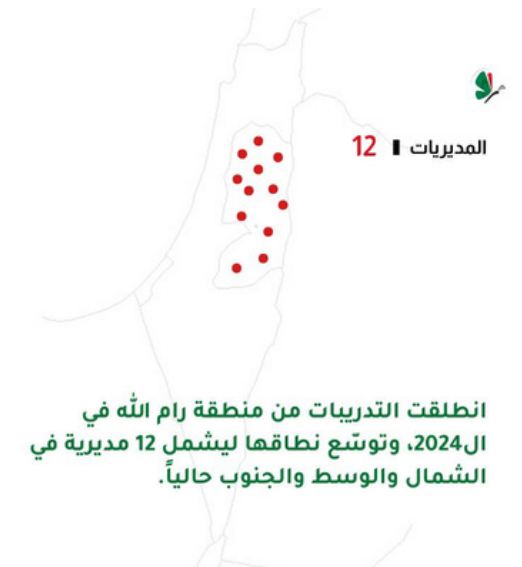 المديريات 12
انطلقت التدريبات من منطقة رام الله في
ال2024، وتوسّع نطاقها ليشمل 12 مديرية في
الشمال والوسط والجنوب حالياً.